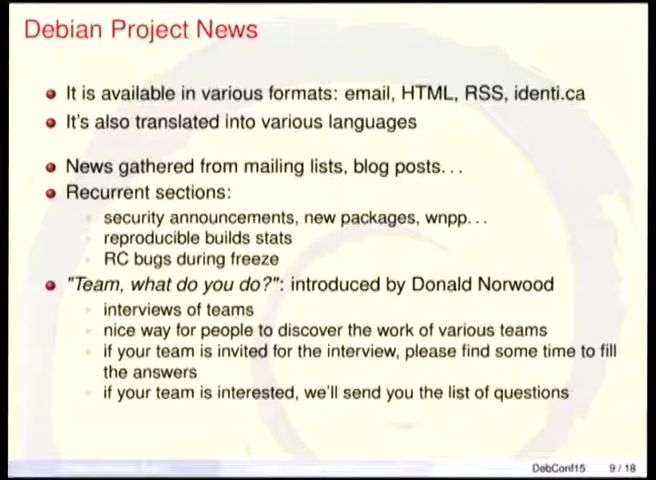 Debian Project News
It is available in various formats: email, HTML, RSS, identi.ca
It's also translated into various languages
News gathered from mailing lists, blog posts...
Recurrent sections:
security announcements, new packages, wnpp...
reproducible builds stats
RC bugs during freeze
"Team, what do you do?": introduced by Donald Norwood
interviews of teams
nice way for people to discover the work of various teams
if your team is invited for the interview, please find some time to fill
the answers
if your team is interested, we'll send you the list of questions
DebConf15 9 / 18